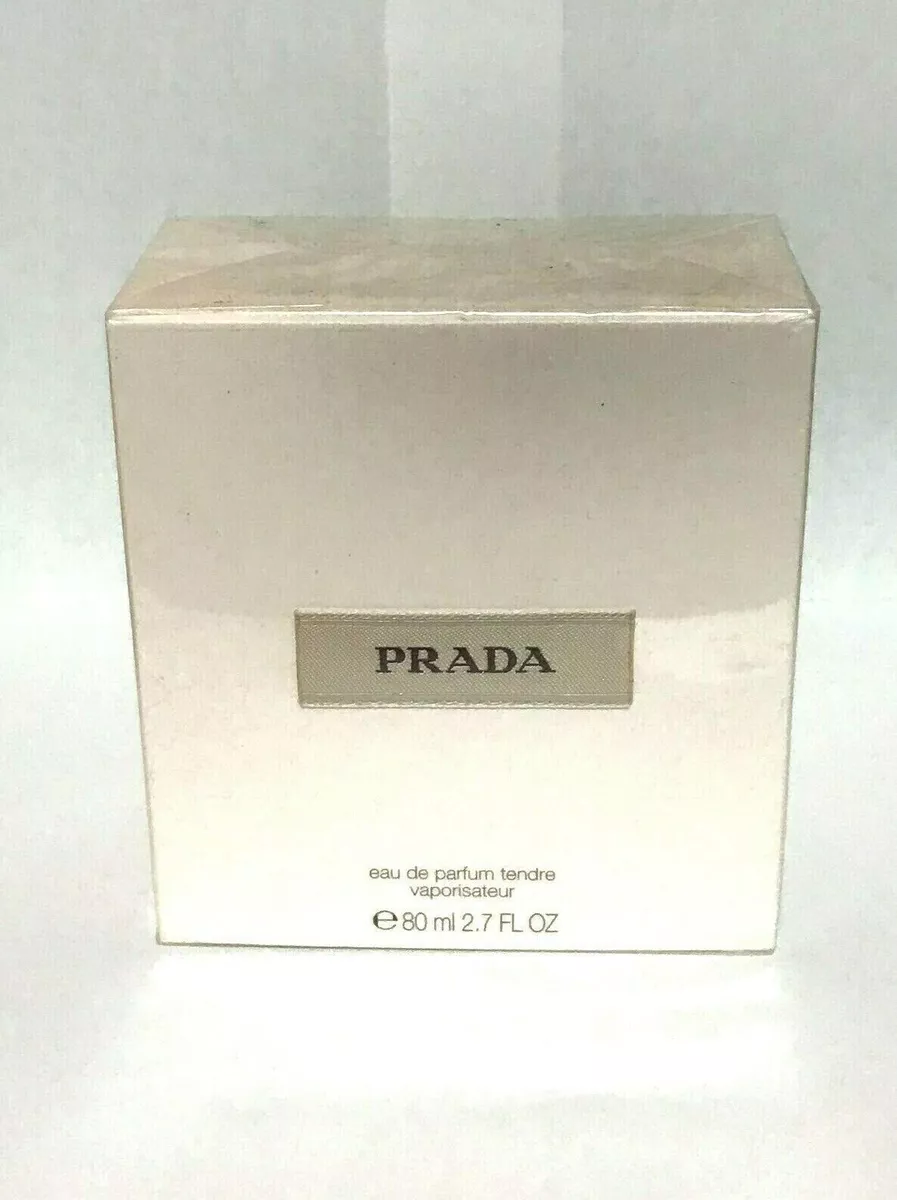 PRADA
eau de parfum tendre
vaporisateur
℮ 80 ml 2.7 FL OZ